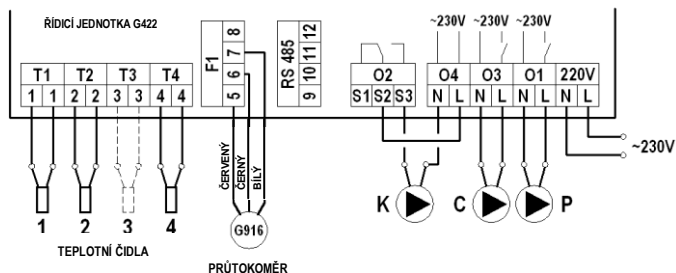 ŘÍDICÍ JEDNOTKA G422
~230V ~230V ~230V
T1 T2 T3 T4
1 1 2 2 3 3 4 4
F1
8
7
6
5
RS 485
12
11
10
9
O2 O4 O3 O1 220V
S1 S2 S3 N L N L N L N L
~230V
ČERVENÝ
ČERNÝ
BÍLÝ
K C P
1 2 3 4
G916
TEPLOTNÍ ČIDLA
PRŮTOKOMĚR